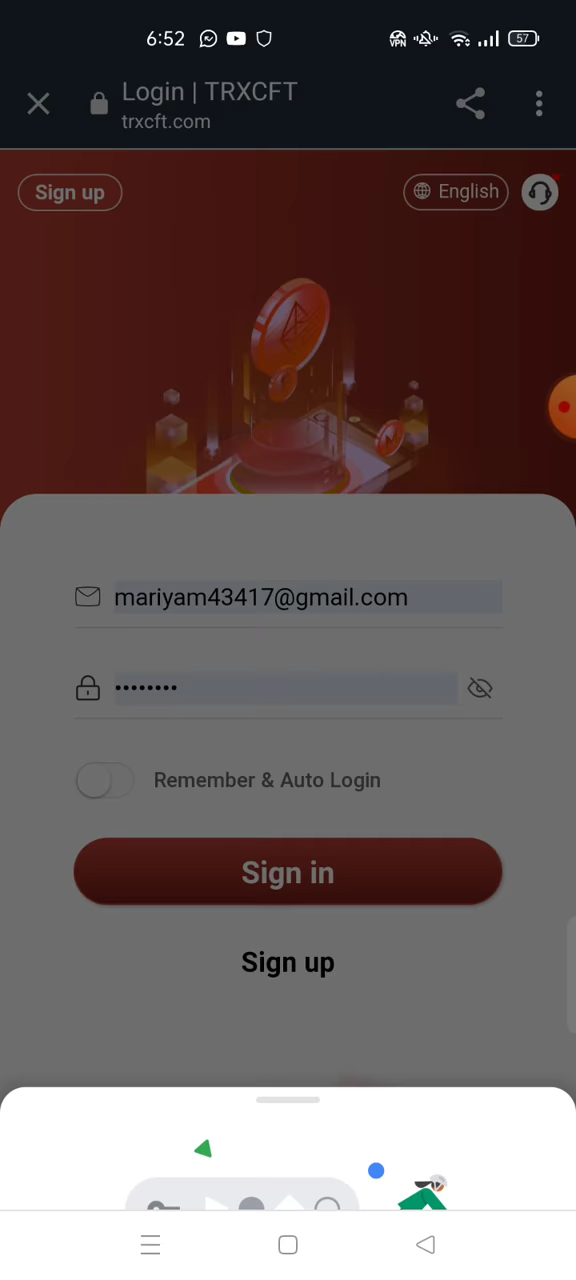 6:52
VPN
57
Login | TRXCFT
trxcft.com
Sign up
English
mariyam43417@gmail.com
••••••••
Remember & Auto Login
Sign in
Sign up